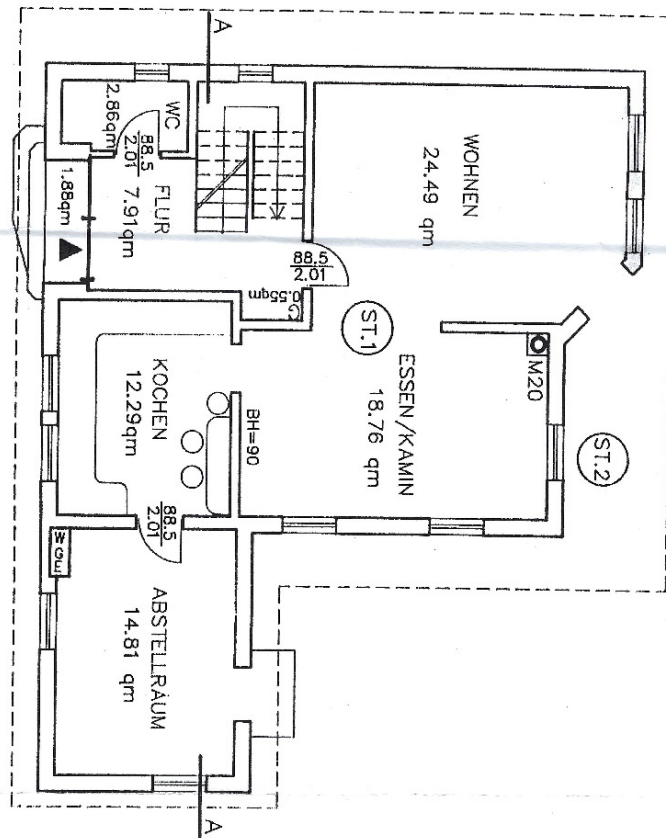 A
WC
2.86qm
88.5
2.01
1.88qm
FLUR
7.91qm
WOHNEN
24.49 qm
88.5
2.01
0.55qm
G
ST.1
ESSEN/KAMIN
18.76 qm
M20
ST.2
KOCHEN
12.29qm
BH=90
88.5
2.01
ABSTELLRAUM
14.81 qm
A